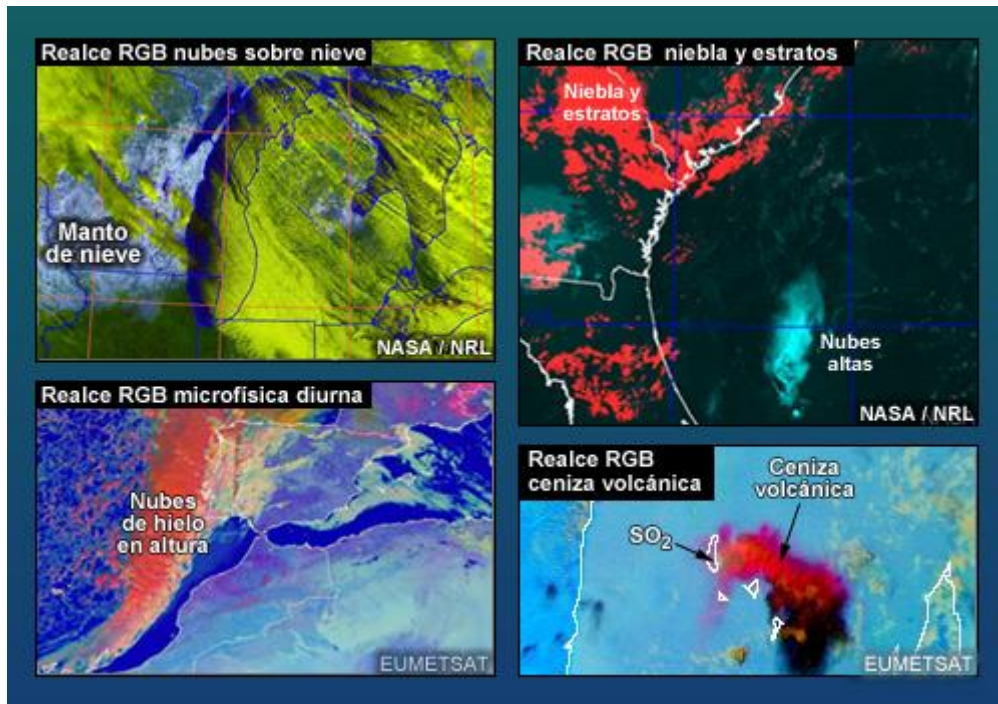 Realce RGB nubes sobre nieve
Manto
de nieve
NASA / NRL
Realce RGB niebla y estratos
Niebla y
estratos
Nubes
altas
NASA / NRL
Realce RGB microfísica diurna
Nubes
de hielo
en altura
EUMETSAT
Realce RGB
ceniza volcánica
Ceniza
volcánica
SO₂
EUMETSAT